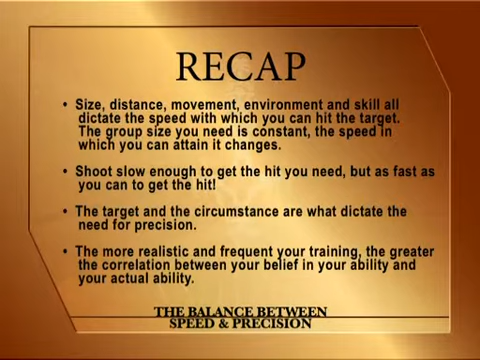 RECAP
• Size, distance, movement, environment and skill all
dictate the speed with which you can hit the target.
The group size you need is constant, the speed in
which you can attain it changes.
• Shoot slow enough to get the hit you need, but as fast as
you can to get the hit!
• The target and the circumstance are what dictate the
need for precision.
• The more realistic and frequent your training, the greater
the correlation between your belief in your ability and
your actual ability.
THE BALANCE BETWEEN
SPEED & PRECISION